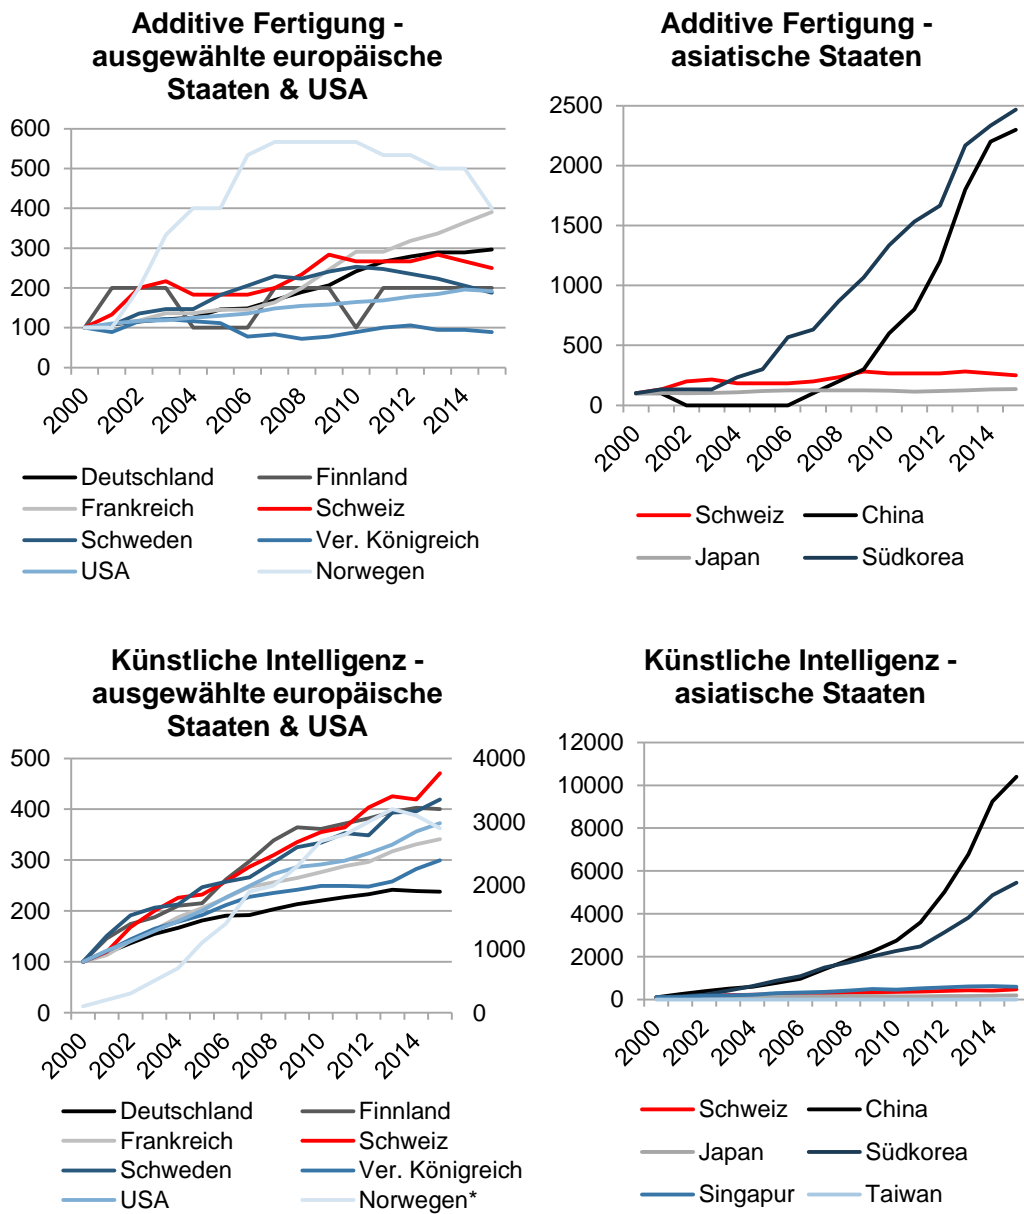 Additive Fertigung -
ausgewählte europäische
Staaten & USA
600
500
400
300
200
100
0
2000
2002
2004
2006
2008
2010
2012
2014
Deutschland
Finnland
Frankreich
Schweiz
Schweden
Ver. Königreich
USA
Norwegen
Additive Fertigung -
asiatische Staaten
2500
2000
1500
1000
500
0
2000
2002
2004
2006
2008
2010
2012
2014
Schweiz
China
Japan
Südkorea
Künstliche Intelligenz -
ausgewählte europäische
Staaten & USA
500
400
300
200
100
0
4000
3000
2000
1000
0
2000
2002
2004
2006
2008
2010
2012
2014
Deutschland
Finnland
Frankreich
Schweiz
Schweden
Ver. Königreich
USA
Norwegen*
Künstliche Intelligenz -
asiatische Staaten
12000
10000
8000
6000
4000
2000
0
2000
2002
2004
2006
2008
2010
2012
2014
Schweiz
China
Japan
Südkorea
Singapur
Taiwan